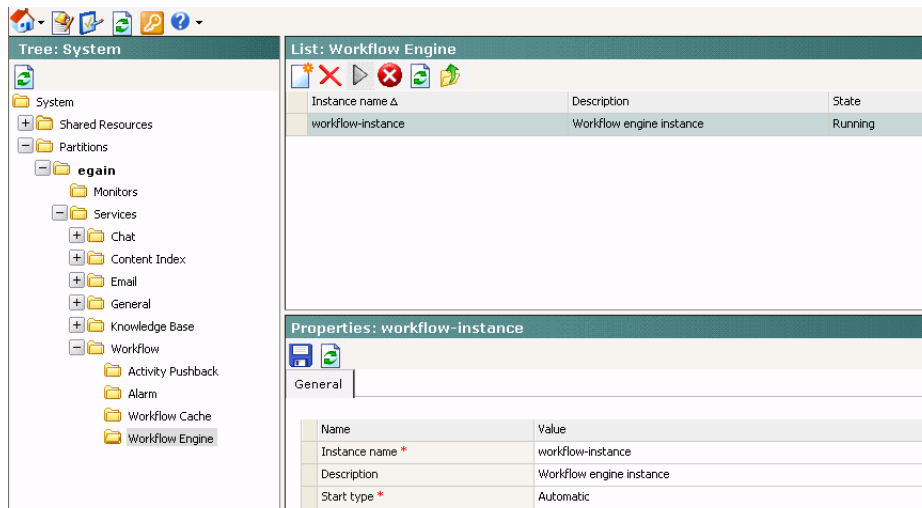 Tree: System
System
Shared Resources
Partitions
egain
Monitors
Services
Chat
Content Index
Email
General
Knowledge Base
Workflow
Activity Pushback
Alarm
Workflow Cache
Workflow Engine
List: Workflow Engine
Instance name Description State
workflow-instance Workflow engine instance Running
Properties: workflow-instance
General
Name Value
Instance name * workflow-instance
Description Workflow engine instance
Start type * Automatic